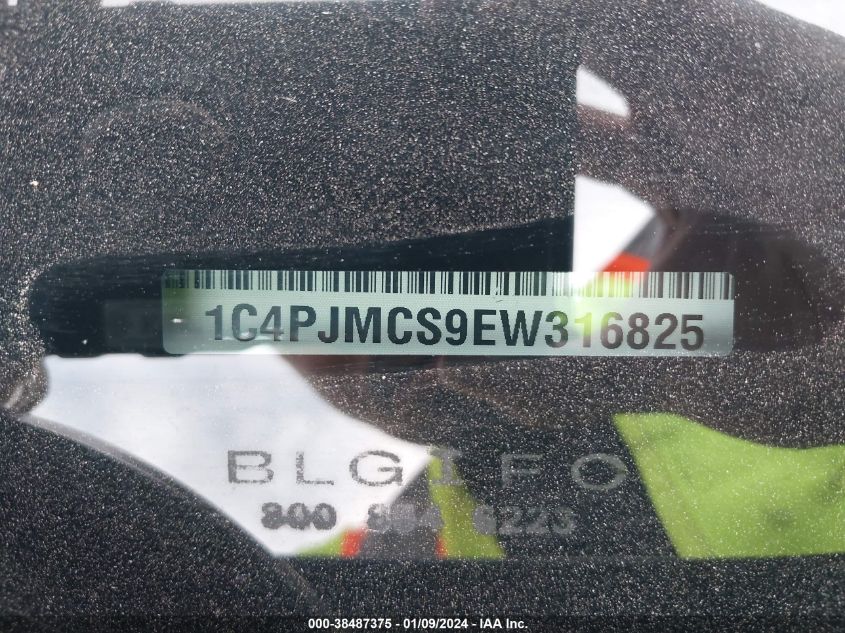 1C4PJMCS9EW316825
BLGIFO
000-38487375 - 01/09/2024 - IAA Inc.